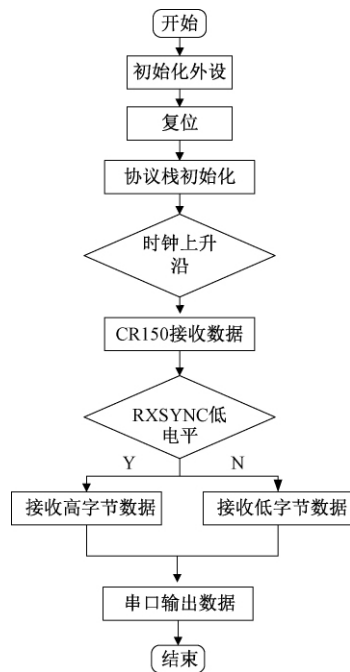 开始
初始化外设
复位
协议栈初始化
时钟上升
沿
CR150接收数据
RXSYNC低
电平
Y
N
接收高字节数据
接收低字节数据
串口输出数据
结束